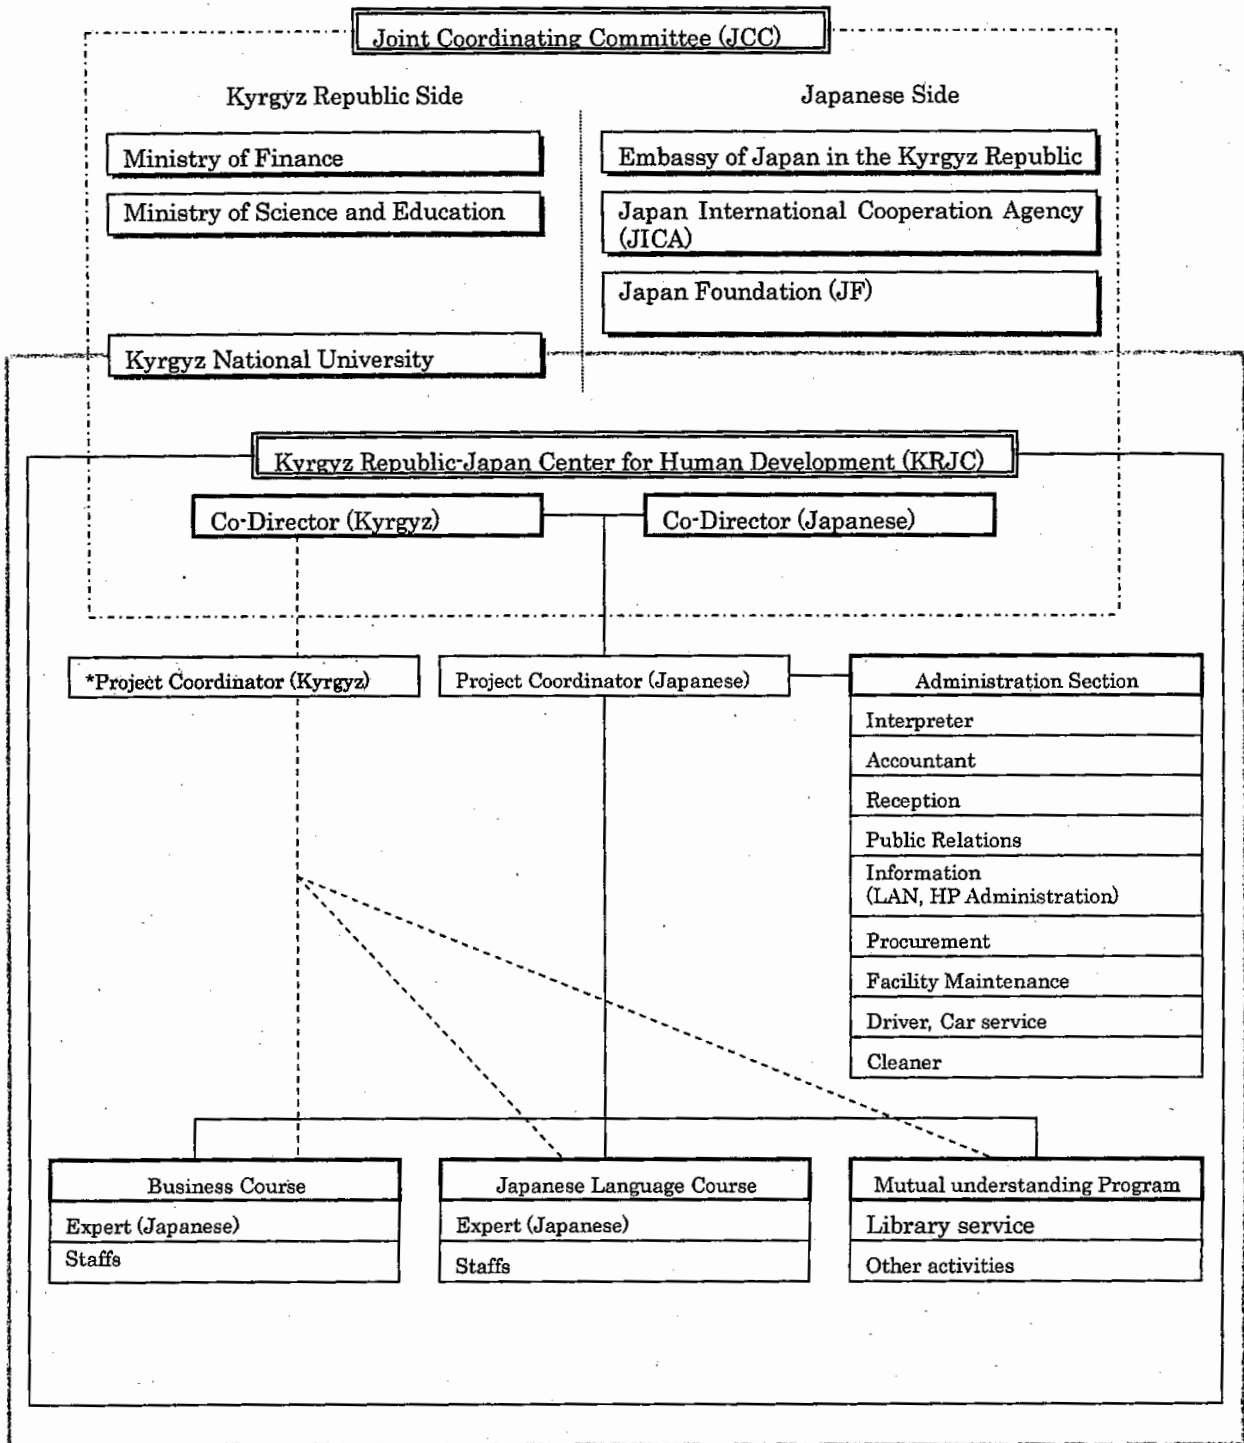 Joint Coordinating Committee (JCC)
Kyrgyz Republic Side
Japanese Side
Ministry of Finance
Embassy of Japan in the Kyrgyz Republic
Ministry of Science and Education
Japan International Cooperation Agency
(JICA)
Japan Foundation (JF)
Kyrgyz National University
Kyrgyz Republic-Japan Center for Human Development (KRJC)
Co-Director (Kyrgyz)
Co-Director (Japanese)
*Project Coordinator (Kyrgyz)
Project Coordinator (Japanese)
Administration Section
Interpreter
Accountant
Reception
Public Relations
Information
(LAN, HP Administration)
Procurement
Facility Maintenance
Driver, Car service
Cleaner
Business Course
Expert (Japanese)
Staffs
Japanese Language Course
Expert (Japanese)
Staffs
Mutual understanding Program
Library service
Other activities